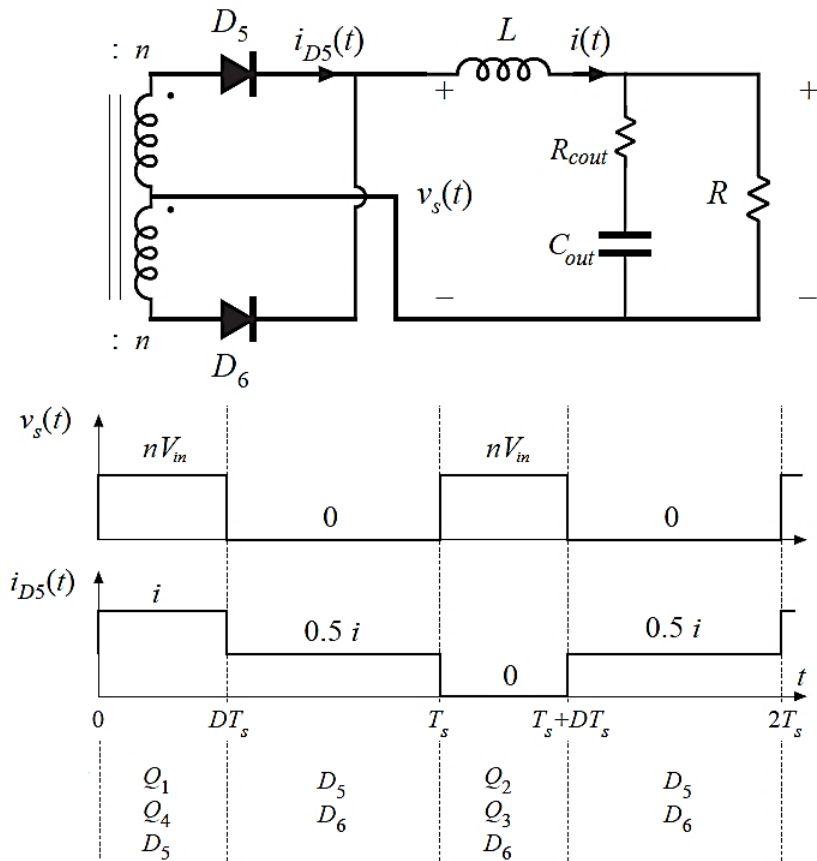 D5 iD5(t) L i(t)
: n
+ +
Rcout
vs(t) R
Cout
− −
: n
D6
vs(t)
nVin nVin
0 0
iD5(t)
i
0.5 i 0.5 i
0
t
0 DTs Ts Ts+DTs 2Ts
Q1 D5 Q2 D5
Q4 D6 Q3 D6
D5 D6